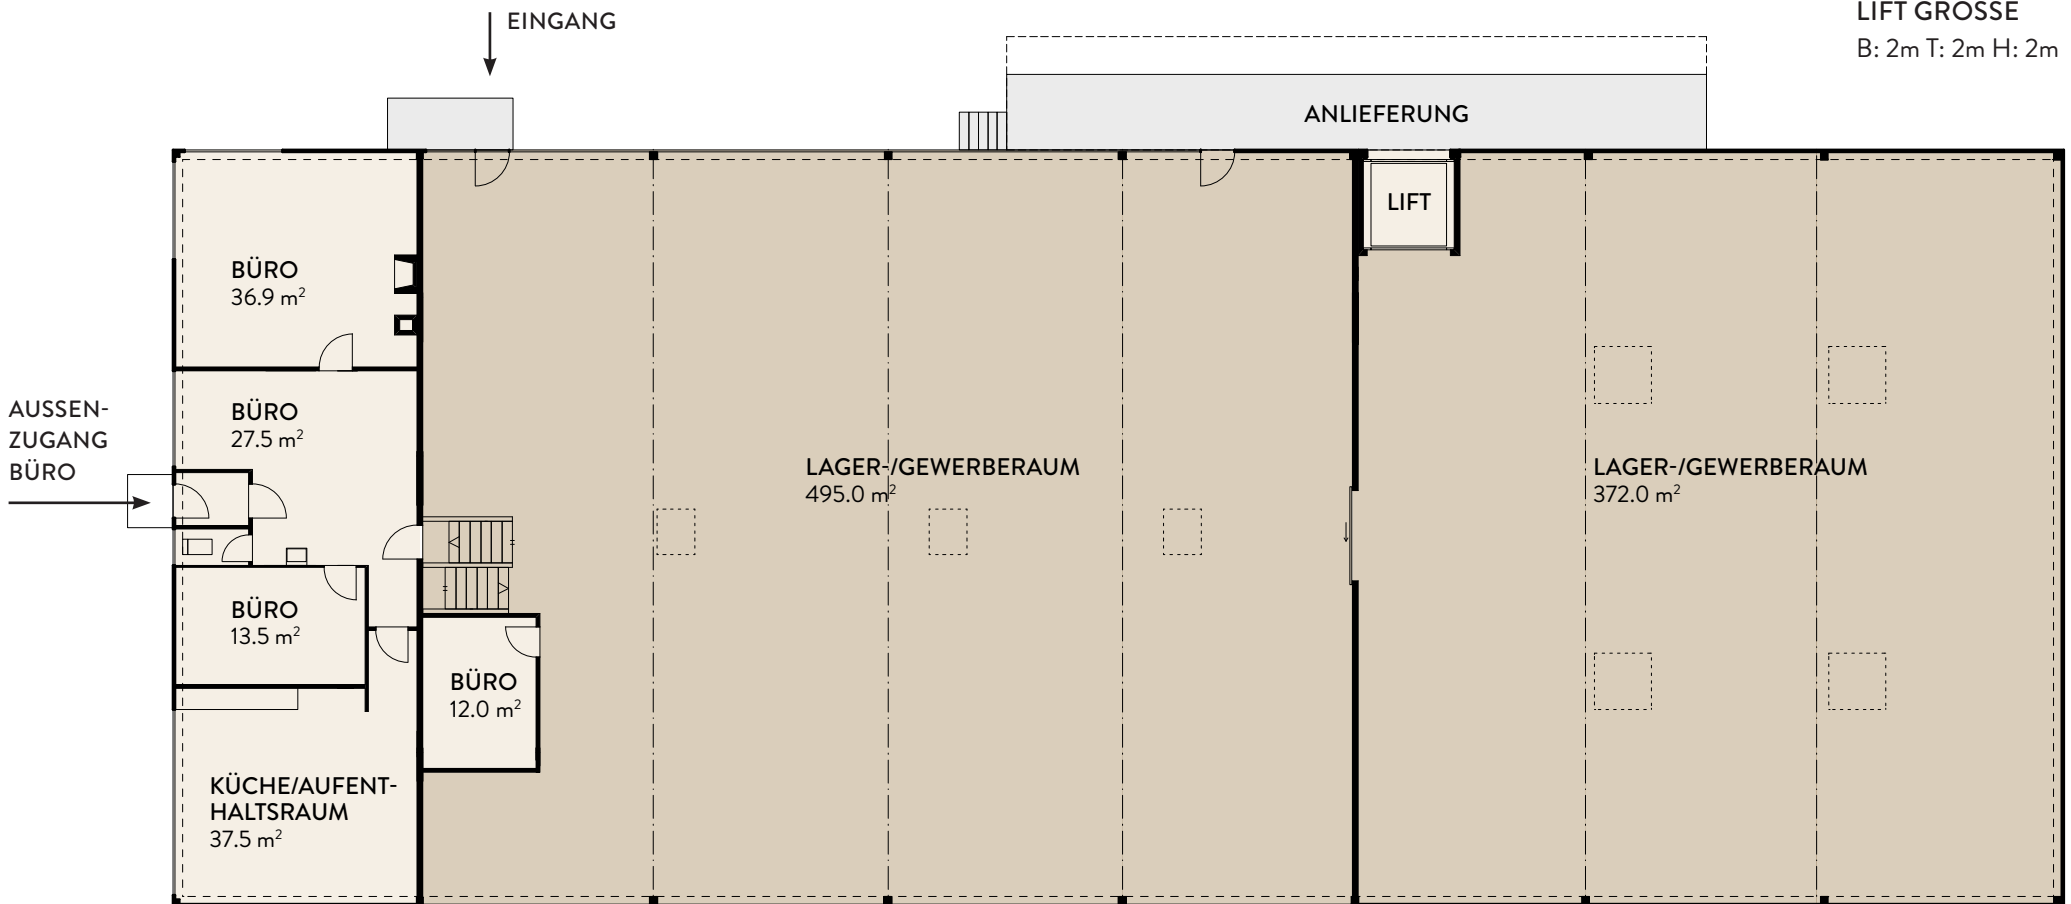 EINGANG
LIFT GRÖSSE
B: 2m T: 2m H: 2m
ANLIEFERUNG
LIFT
BÜRO
36.9 m²
AUSSEN-
ZUGANG
BÜRO
BÜRO
27.5 m²
LAGER-/GEWERBERAUM
495.0 m²
LAGER-/GEWERBERAUM
372.0 m²
BÜRO
13.5 m²
BÜRO
12.0 m²
KÜCHE/AUFENT-
HALTSRAUM
37.5 m²